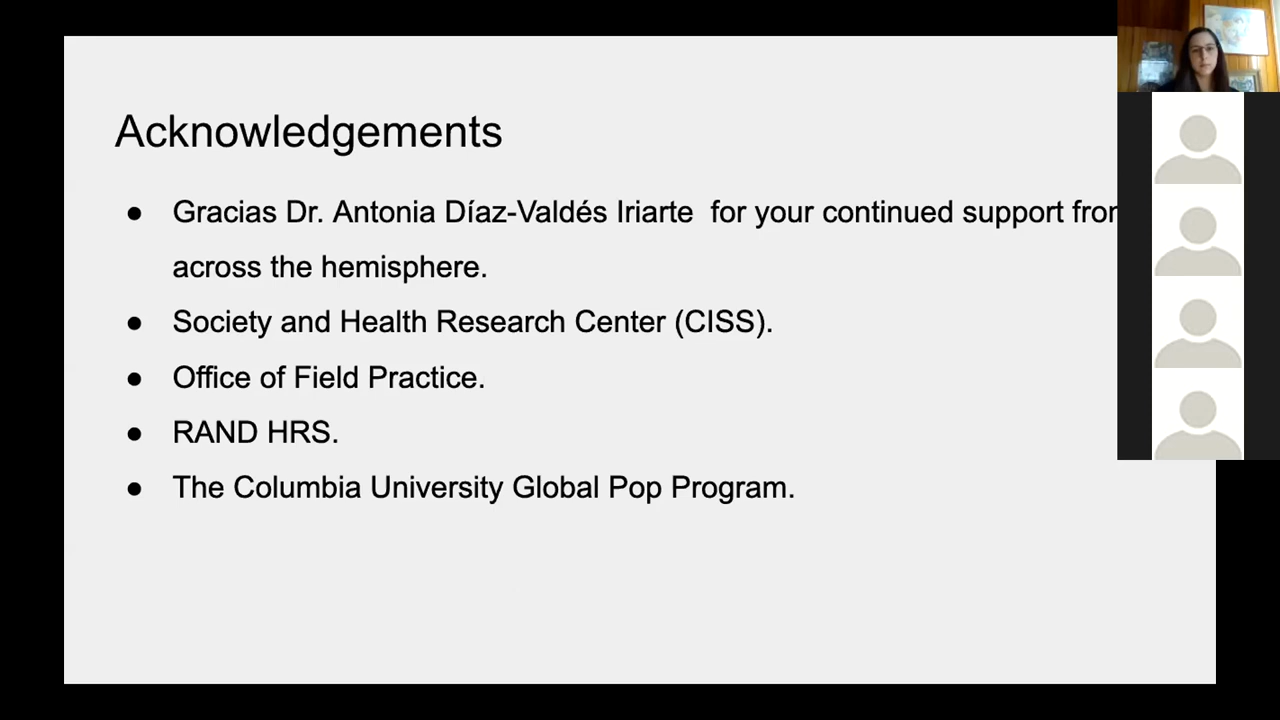 Acknowledgements
● Gracias Dr. Antonia Díaz-Valdés Iriarte for your continued support
across the hemisphere.
● Society and Health Research Center (CISS).
● Office of Field Practice.
● RAND HRS.
● The Columbia University Global Pop Program.